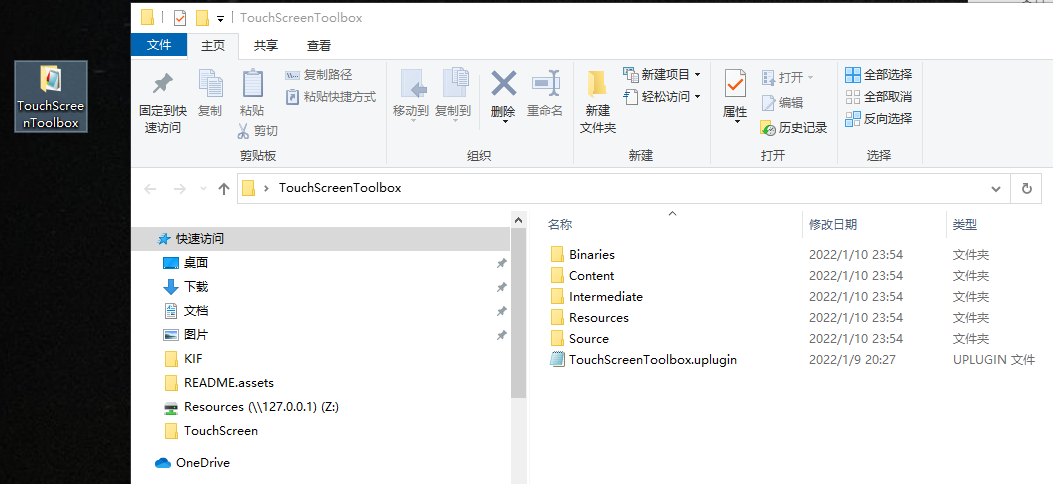 TouchScree
nToolbox
TouchScreenToolbox
文件 主页 共享 查看
固定到快
速访问
复制
粘贴
复制路径
粘贴快捷方式
剪切
剪贴板
移动到 复制到 删除 重命名
组织
新建
文件夹
新建项目
轻松访问
新建
属性
打开
编辑
历史记录
打开
全部选择
全部取消
反向选择
选择
TouchScreenToolbox
快速访问
桌面
下载
文档
图片
KIF
README.assets
Resources (\\127.0.0.1) (Z:)
TouchScreen
OneDrive
名称 修改日期 类型
Binaries 2022/1/10 23:54 文件夹
Content 2022/1/10 23:54 文件夹
Intermediate 2022/1/10 23:54 文件夹
Resources 2022/1/10 23:54 文件夹
Source 2022/1/10 23:54 文件夹
TouchScreenToolbox.uplugin 2022/1/9 20:27 UPLUGIN 文件